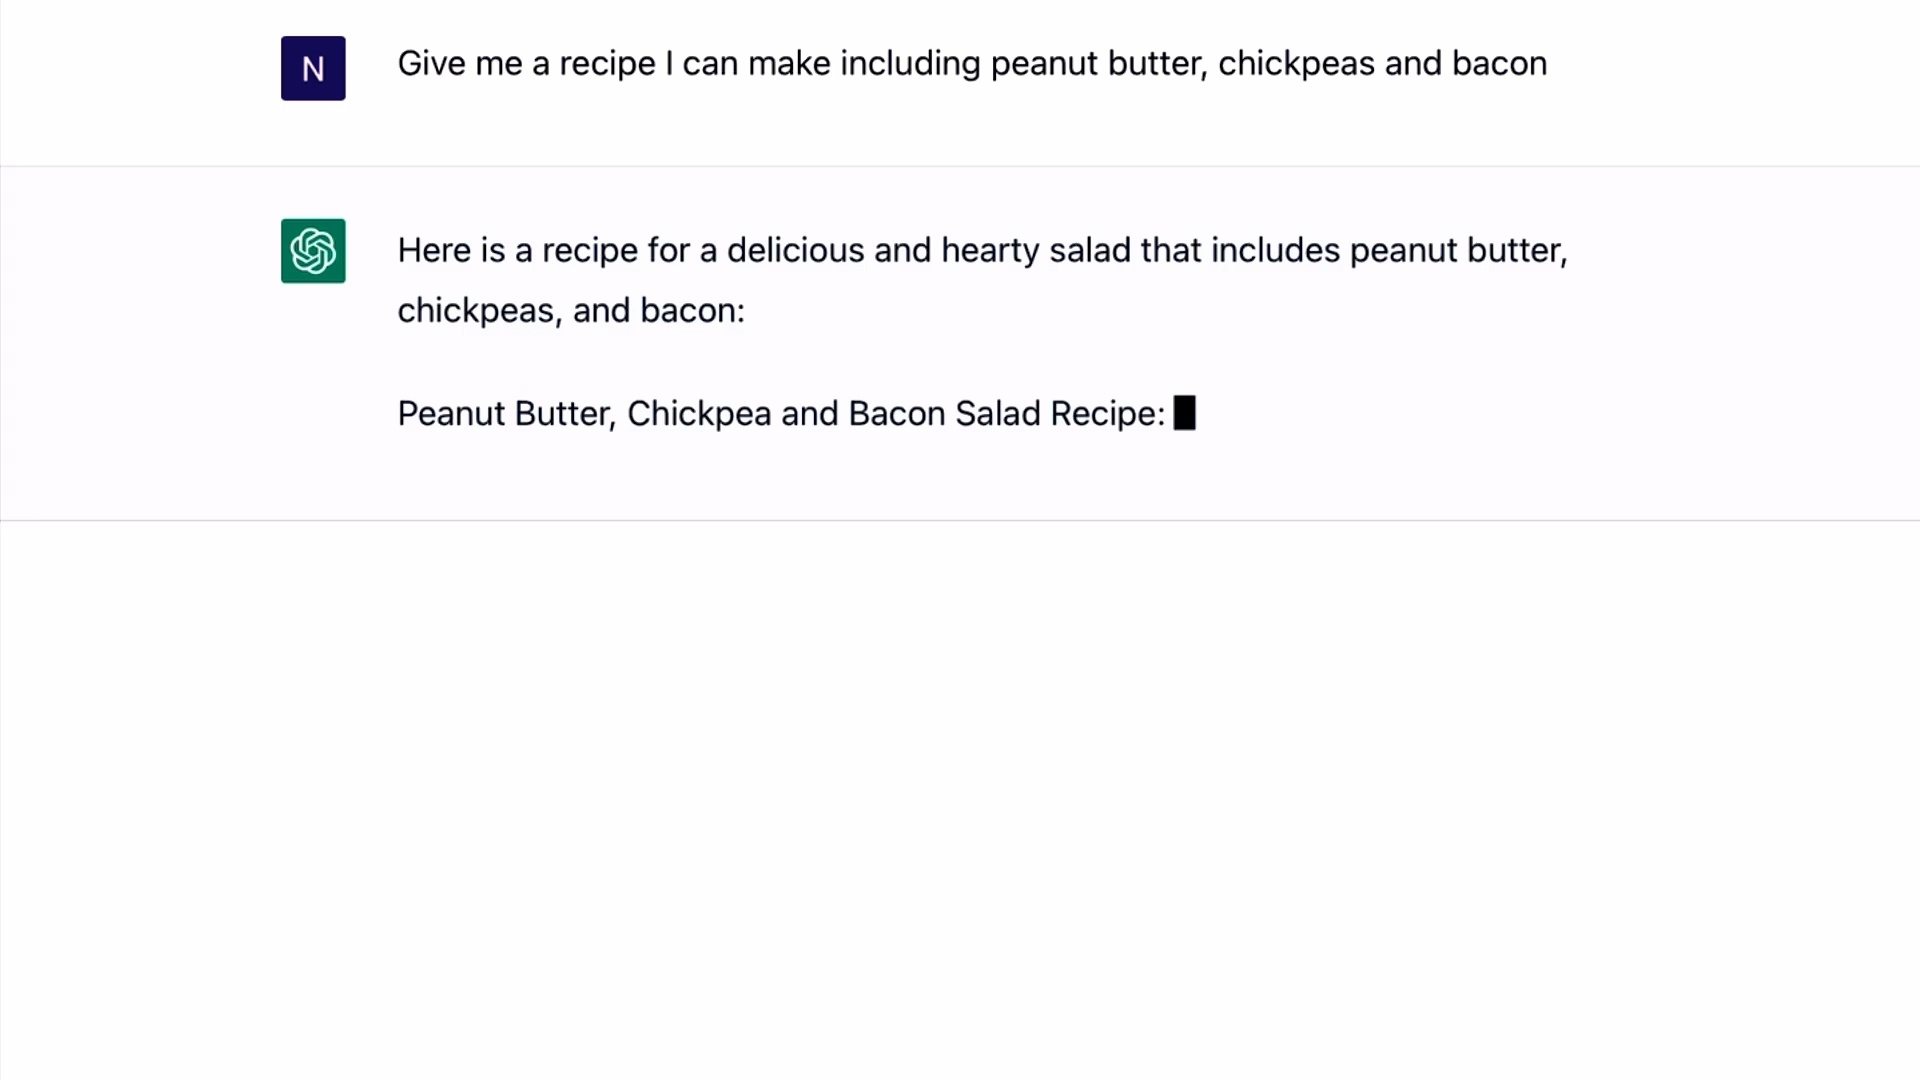 N
Give me a recipe I can make including peanut butter, chickpeas and bacon
Here is a recipe for a delicious and hearty salad that includes peanut butter,
chickpeas, and bacon:
Peanut Butter, Chickpea and Bacon Salad Recipe: